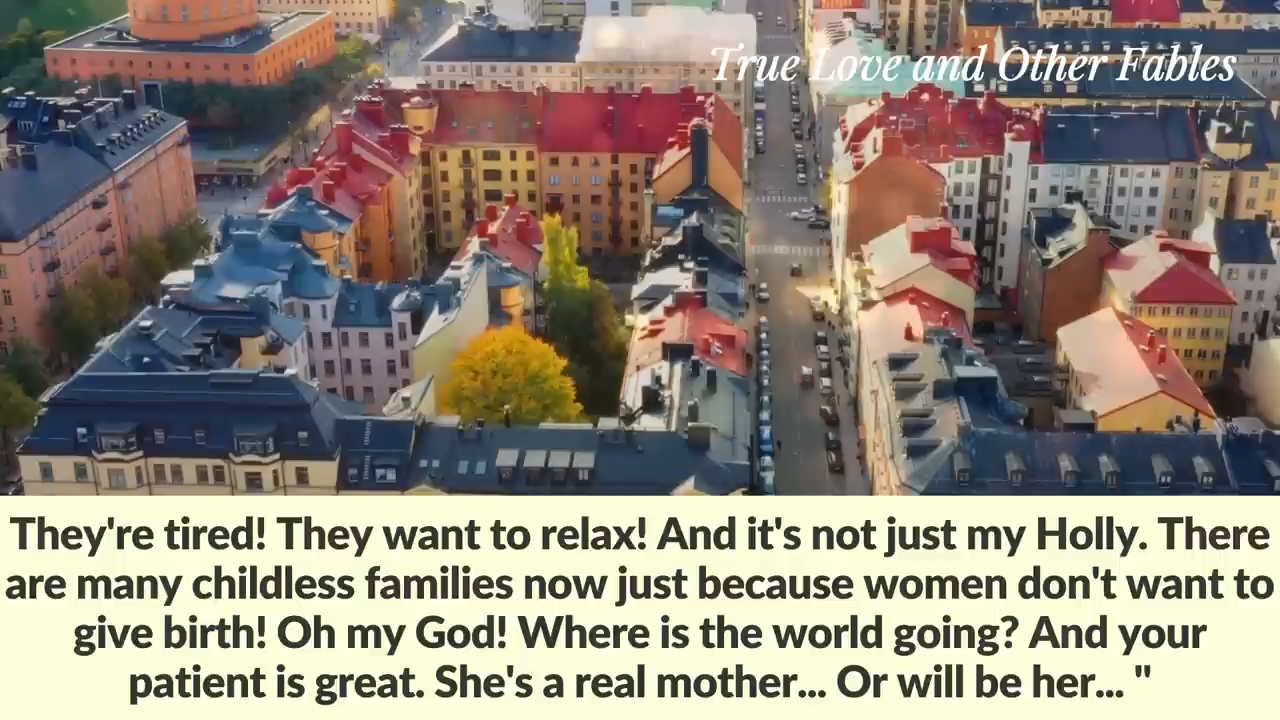 True Love and Other Fables
They're tired! They want to relax! And it's not just my Holly. There
are many childless families now just because women don't want to
give birth! Oh my God! Where is the world going? And your
patient is great. She's a real mother... Or will be her... "